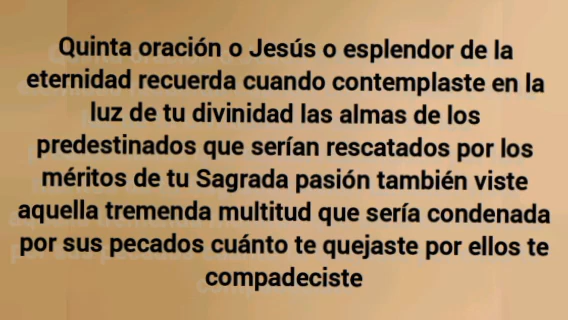 Quinta oración o Jesús o esplendor de la
eternidad recuerda cuando contemplaste en la
luz de tu divinidad las almas de los
predestinados que serían rescatados por los
méritos de tu Sagrada pasión también viste
aquella tremenda multitud que sería condenada
por sus pecados cuánto te quejaste por ellos te
compadeciste